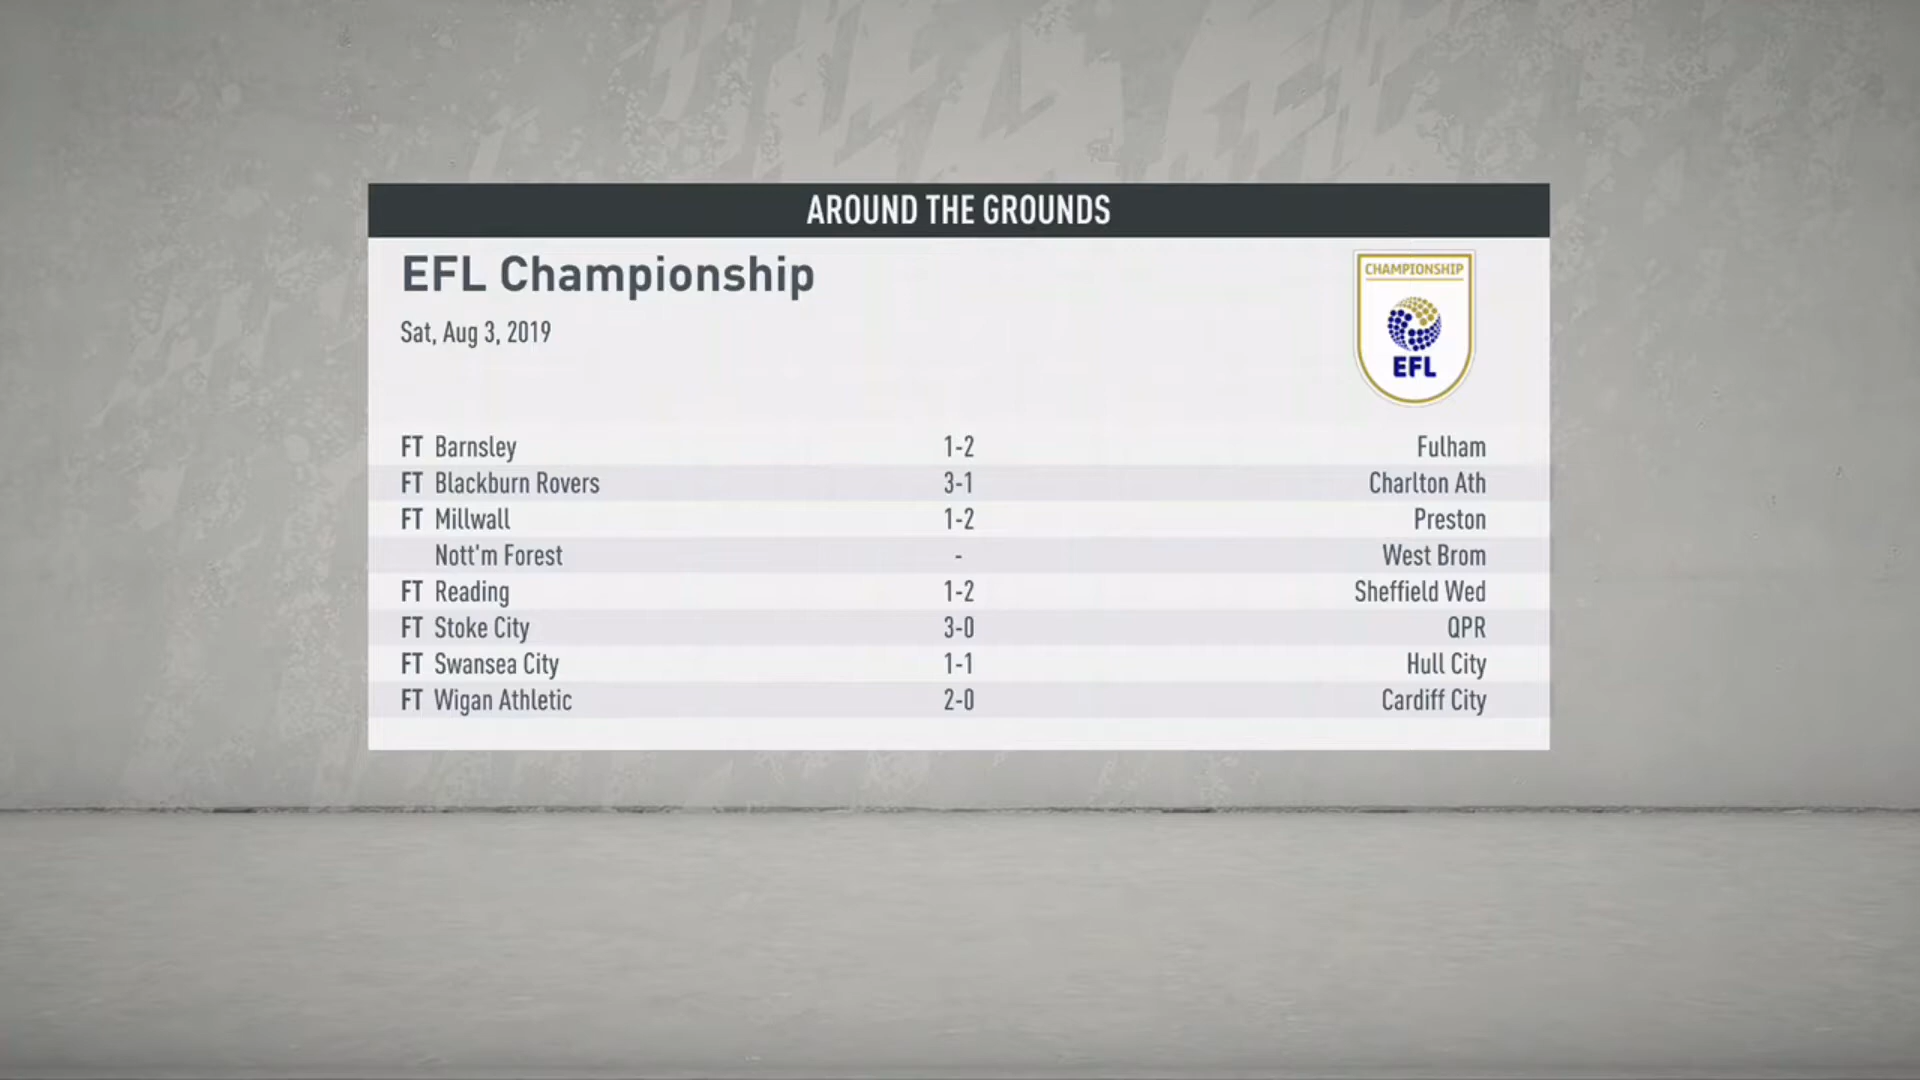 AROUND THE GROUNDS
EFL Championship
CHAMPIONSHIP
EFL
Sat, Aug 3, 2019
FT Barnsley 1-2 Fulham
FT Blackburn Rovers 3-1 Charlton Ath
FT Millwall 1-2 Preston
Nott'm Forest - West Brom
FT Reading 1-2 Sheffield Wed
FT Stoke City 3-0 QPR
FT Swansea City 1-1 Hull City
FT Wigan Athletic 2-0 Cardiff City